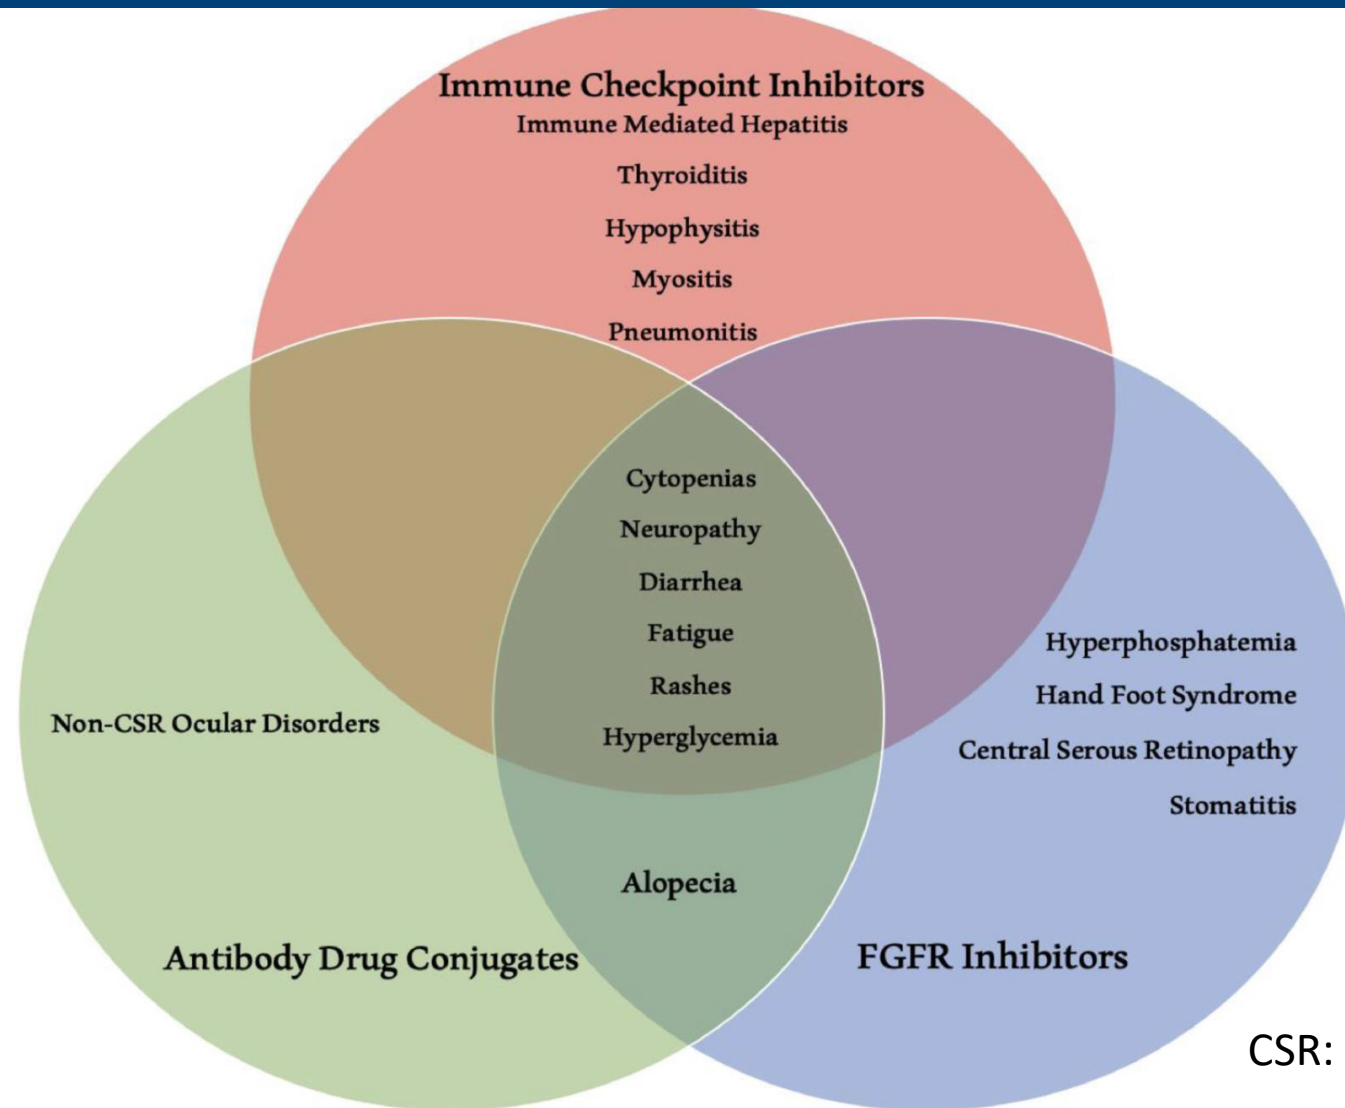 Immune Checkpoint Inhibitors
Immune Mediated Hepatitis
Thyroiditis
Hypophysitis
Myositis
Pneumonitis
Cytopenias
Neuropathy
Diarrhea
Fatigue
Rashes
Hyperglycemia
Non-CSR Ocular Disorders
Hyperphosphatemia
Hand Foot Syndrome
Central Serous Retinopathy
Stomatitis
Alopecia
Antibody Drug Conjugates
FGFR Inhibitors
CSR: